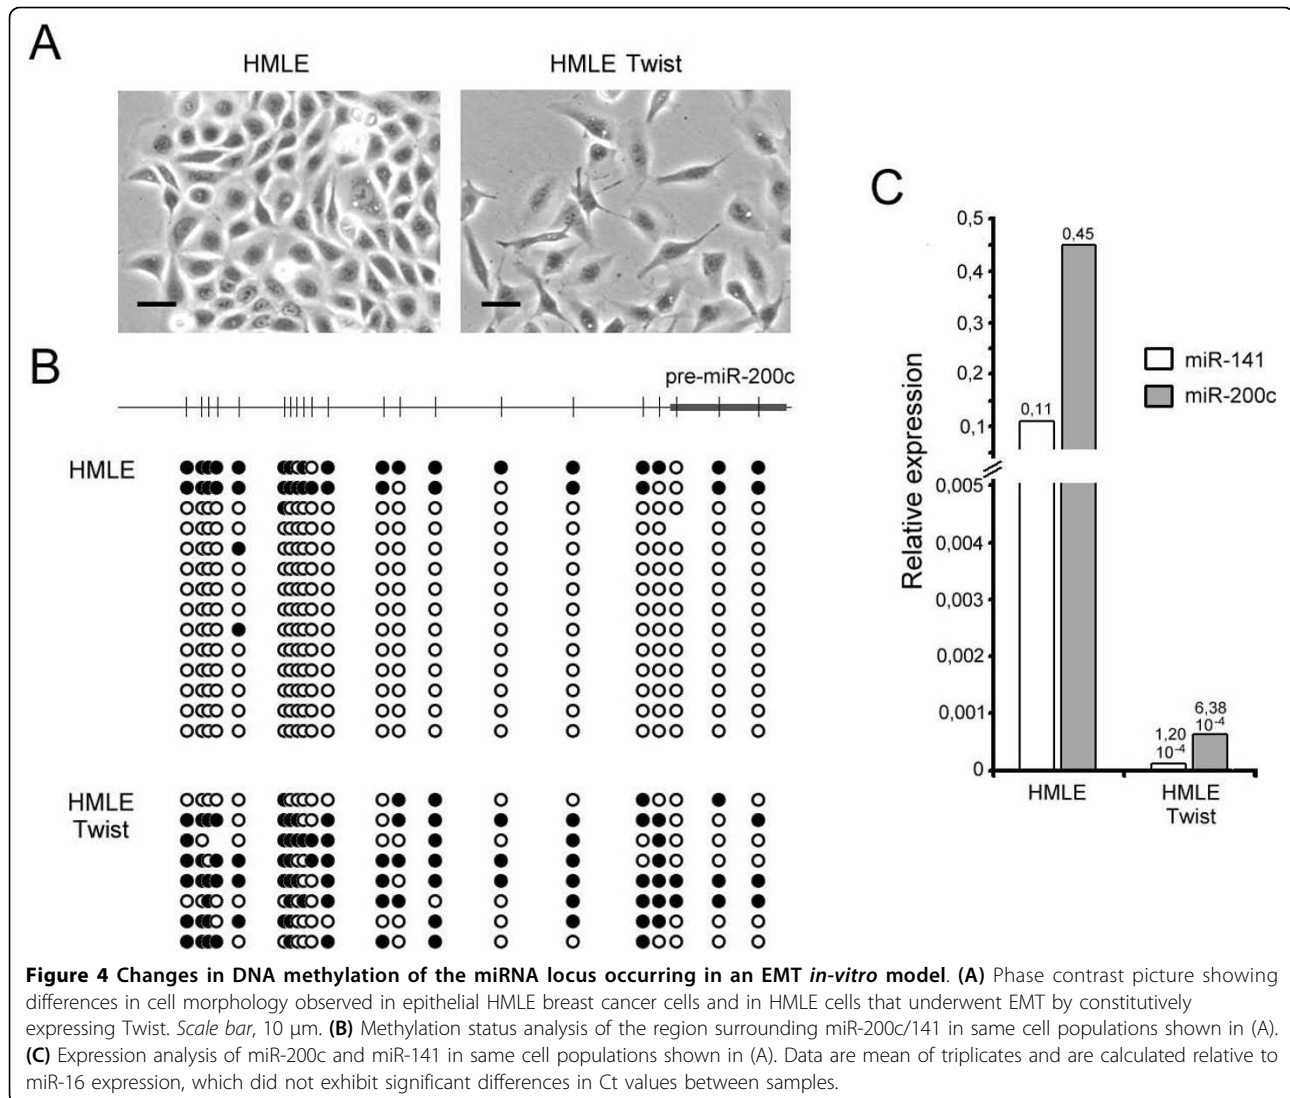 A
HMLE
HMLE Twist
B
pre-miR-200c
HMLE
HMLE
Twist
C
Relative expression
0,5
0,4
0,3
0,2
0,1
0,005
0,004
0,003
0,002
0,001
0
0,45
0,11
1,20
10-4
6,38
10-4
miR-141
miR-200c
HMLE
HMLE
Twist
Figure 4 Changes in DNA methylation of the miRNA locus occurring in an EMT in-vitro model. (A) Phase contrast picture showing
differences in cell morphology observed in epithelial HMLE breast cancer cells and in HMLE cells that underwent EMT by constitutively
expressing Twist. Scale bar, 10 μm. (B) Methylation status analysis of the region surrounding miR-200c/141 in same cell populations shown in (A).
(C) Expression analysis of miR-200c and miR-141 in same cell populations shown in (A). Data are mean of triplicates and are calculated relative to
miR-16 expression, which did not exhibit significant differences in Ct values between samples.